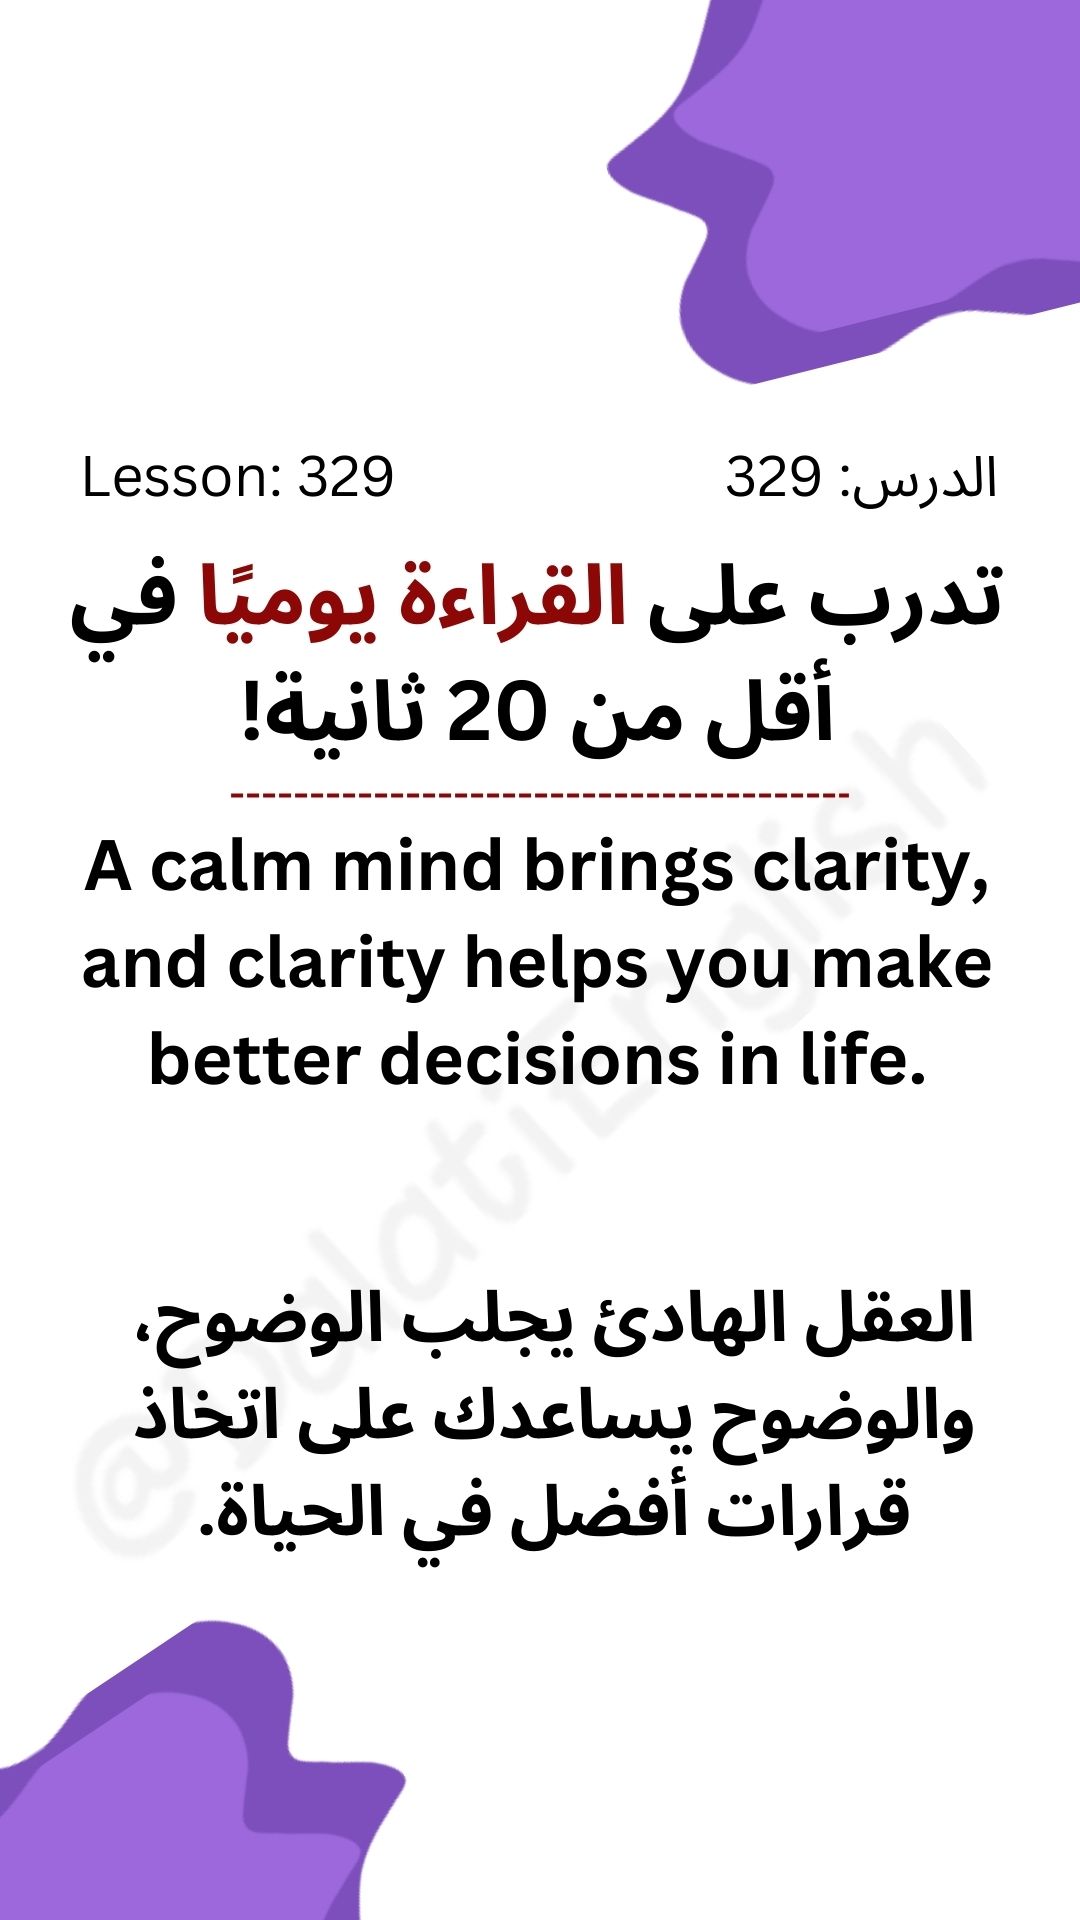 Lesson: 329
الدرس: 329
تدرب على القراءة يوميًا في
أقل من 20 ثانية!
---------------------------------------
A calm mind brings clarity,
and clarity helps you make
better decisions in life.
العقل الهادئ يجلب الوضوح،
والوضوح يساعدك على اتخاذ
قرارات أفضل في الحياة.
@DalatiEnglish